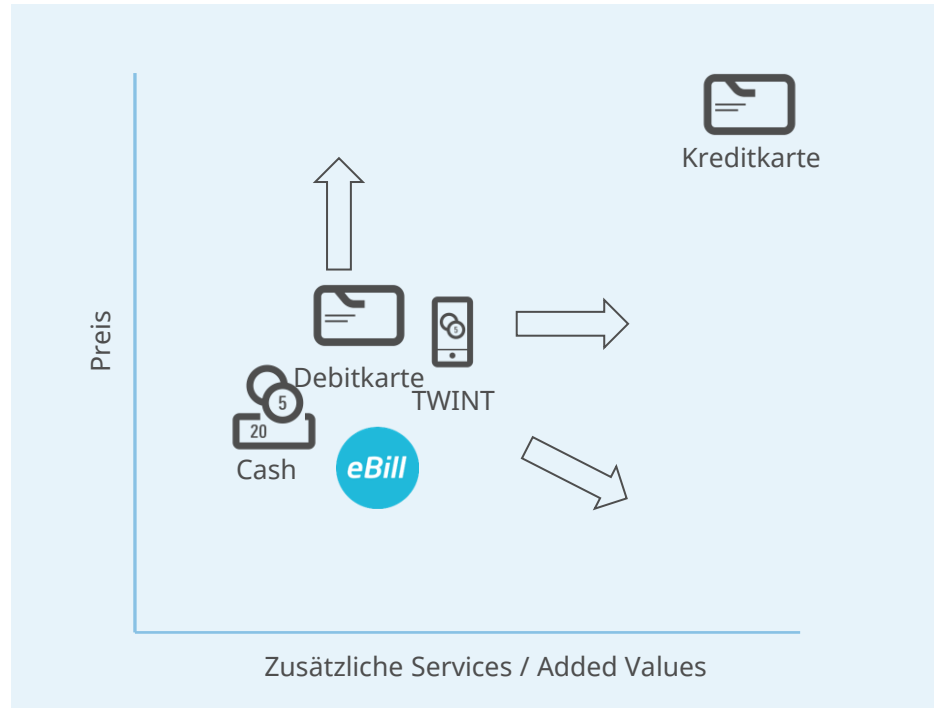 Kreditkarte
Preis
5
Debitkarte
TWINT
5
20
Cash
eBill
Zusätzliche Services / Added Values